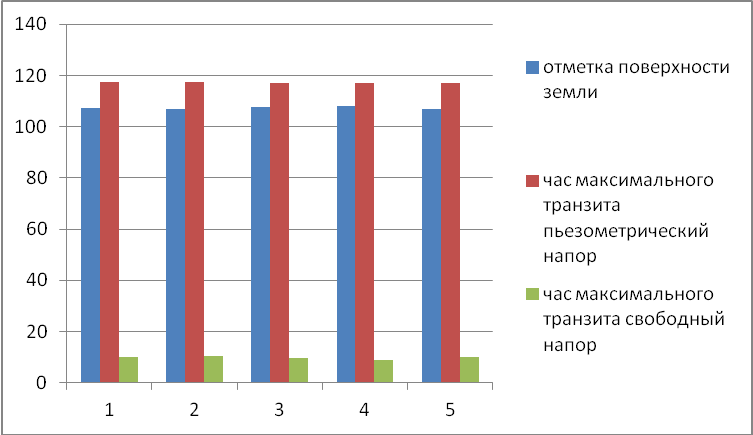 140
120
100
80
60
40
20
0
1 2 3 4 5
отметка поверхности
земли
час максимального
транзита
пьезометрический
напор
час максимального
транзита свободный
напор